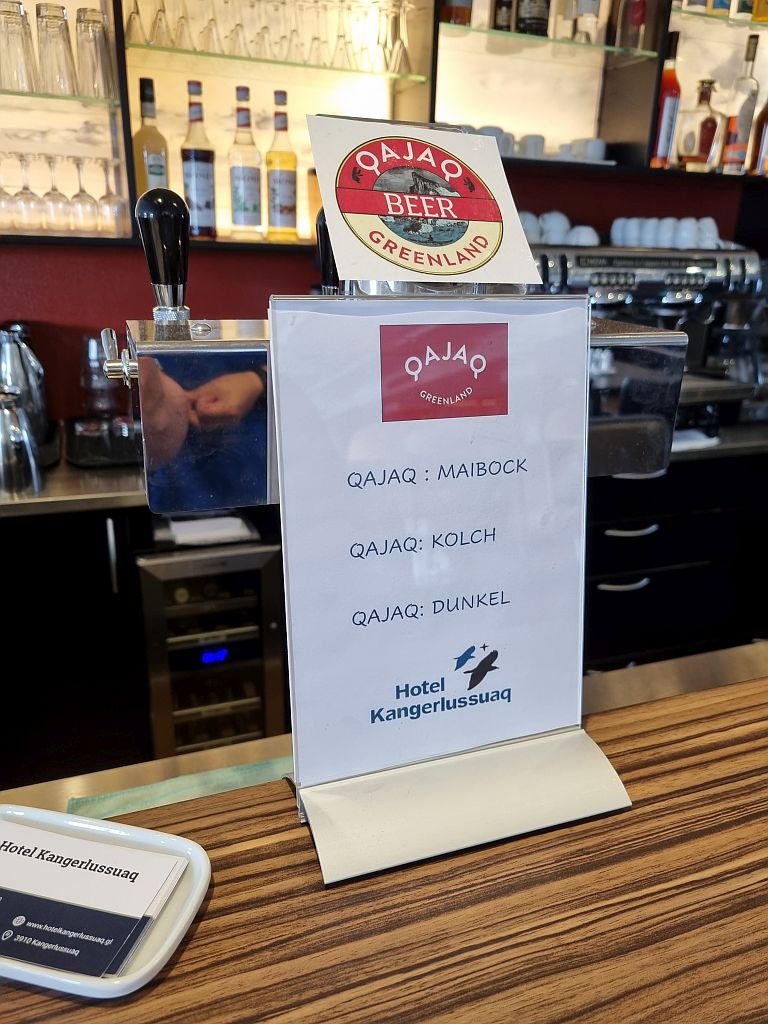 QAJAQ
BEER
GREENLAND
QAJAQ
GREENLAND
QAJAQ : MAIBOCK
QAJAQ: KOLCH
QAJAQ: DUNKEL
Hotel
Kangerlussuaq
Hotel Kangerlussuaq
www.hotelkangerlussuaq.gl
3910 Kangerlussuaq